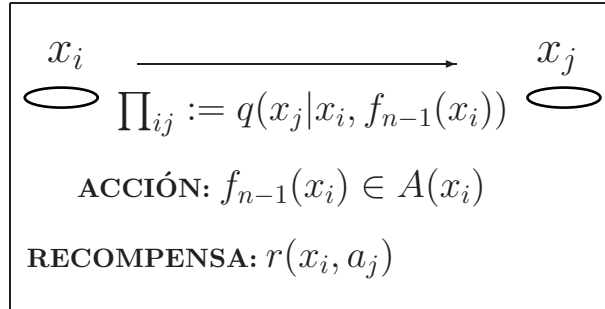 x_i x_j
∏_{ij} := q(x_j|x_i, f_{n−1}(x_i))
ACCIÓN: f_{n−1}(x_i) ∈ A(x_i)
RECOMPENSA: r(x_i, a_j)